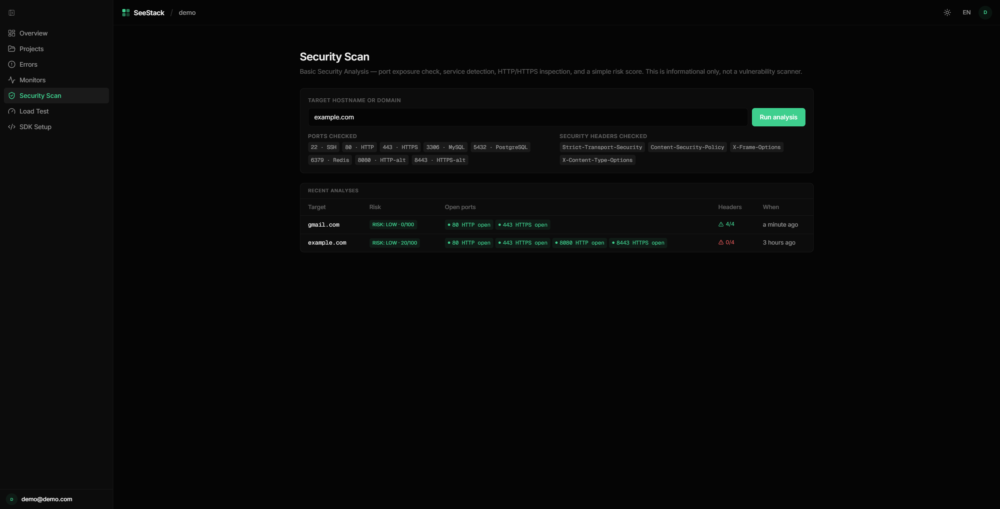 SeeStack / demo
EN
D
Overview
Projects
Errors
Monitors
Security Scan
Load Test
SDK Setup
Security Scan
Basic Security Analysis — port exposure check, service detection, HTTP/HTTPS inspection, and a simple risk score. This is informational only, not a vulnerability scanner.
TARGET HOSTNAME OR DOMAIN
example.com
Run analysis
PORTS CHECKED
22 · SSH 80 · HTTP 443 · HTTPS 3306 · MySQL 5432 · PostgreSQL
6379 · Redis 8080 · HTTP-alt 8443 · HTTPS-alt
SECURITY HEADERS CHECKED
Strict-Transport-Security Content-Security-Policy X-Frame-Options
X-Content-Type-Options
RECENT ANALYSES
Target Risk Open ports Headers When
gmail.com RISK: LOW · 0/100 80 HTTP open 443 HTTPS open 4/4 a minute ago
example.com RISK: LOW · 20/100 80 HTTP open 443 HTTPS open 8080 HTTP open 8443 HTTPS open 0/4 3 hours ago
D demo@demo.com